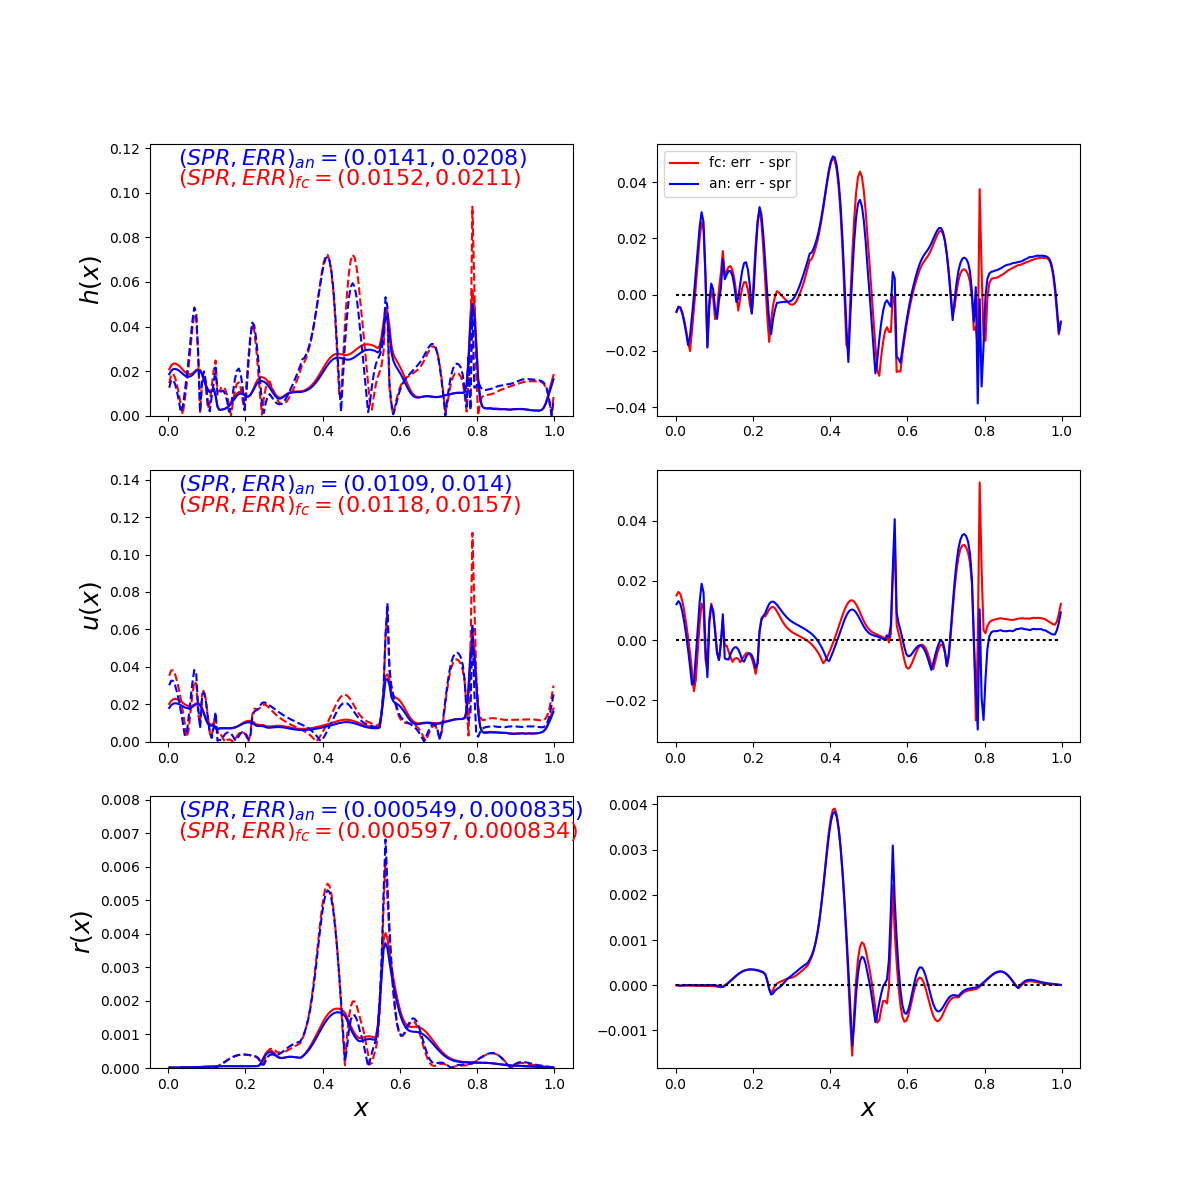 (SPR, ERR)an = (0.0141, 0.0208)
(SPR, ERR)fc = (0.0152, 0.0211)
h(x)
0.12
0.10
0.08
0.06
0.04
0.02
0.00
0.0 0.2 0.4 0.6 0.8 1.0
fc: err - spr
an: err - spr
0.04
0.02
0.00
−0.02
−0.04
0.0 0.2 0.4 0.6 0.8 1.0
(SPR, ERR)an = (0.0109, 0.014)
(SPR, ERR)fc = (0.0118, 0.0157)
u(x)
0.14
0.12
0.10
0.08
0.06
0.04
0.02
0.00
0.0 0.2 0.4 0.6 0.8 1.0
0.04
0.02
0.00
−0.02
0.0 0.2 0.4 0.6 0.8 1.0
(SPR, ERR)an = (0.000549, 0.000835)
(SPR, ERR)fc = (0.000597, 0.000834)
r(x)
0.008
0.007
0.006
0.005
0.004
0.003
0.002
0.001
0.000
0.0 0.2 0.4 0.6 0.8 1.0
x
0.004
0.003
0.002
0.001
0.000
−0.001
0.0 0.2 0.4 0.6 0.8 1.0
x